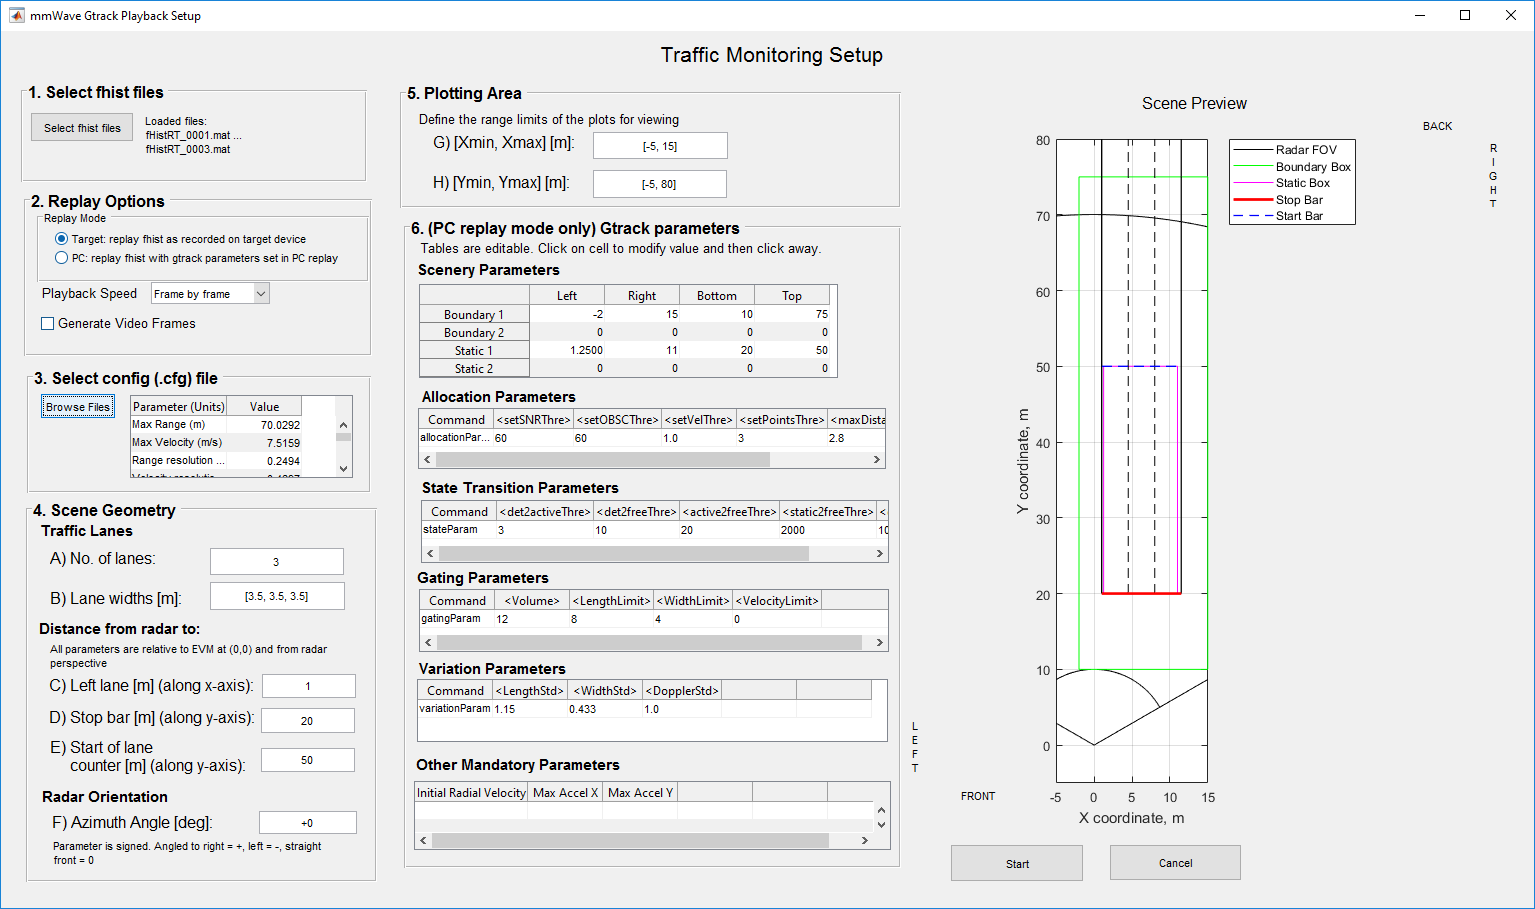 mmWave Gtrack Playback Setup
Traffic Monitoring Setup
1. Select fhist files
Select fhist files
Loaded files:
fHistRT_0001.mat ...
fHistRT_0003.mat
2. Replay Options
Replay Mode
Target: replay fhist as recorded on target device
PC: replay fhist with gtrack parameters set in PC replay
Playback Speed Frame by frame
Generate Video Frames
3. Select config (.cfg) file
Browse Files
Parameter (Units) Value
Max Range (m) 70.0292
Max Velocity (m/s) 7.5159
Range resolution ... 0.2494
4. Scene Geometry
Traffic Lanes
A) No. of lanes: 3
B) Lane widths [m]: [3.5, 3.5, 3.5]
Distance from radar to:
All parameters are relative to EVM at (0,0) and from radar
perspective
C) Left lane [m] (along x-axis): 1
D) Stop bar [m] (along y-axis): 20
E) Start of lane
counter [m] (along y-axis): 50
Radar Orientation
F) Azimuth Angle [deg]: +0
Parameter is signed. Angled to right = +, left = -, straight
front = 0
5. Plotting Area
Define the range limits of the plots for viewing
G) [Xmin, Xmax] [m]: [-5, 15]
H) [Ymin, Ymax] [m]: [-5, 80]
6. (PC replay mode only) Gtrack parameters
Tables are editable. Click on cell to modify value and then click away.
Scenery Parameters
Left Right Bottom Top
Boundary 1 -2 15 10 75
Boundary 2 0 0 0 0
Static 1 1.2500 11 20 50
Static 2 0 0 0 0
Allocation Parameters
Command <setSNRThre> <setOBSCThre> <setVelThre> <setPointsThre> <maxDista
allocationPar... 60 60 1.0 3 2.8
State Transition Parameters
Command <det2activeThre> <det2freeThre> <active2freeThre> <static2freeThre> <
stateParam 3 10 20 2000 10
Gating Parameters
Command <Volume> <LengthLimit> <WidthLimit> <VelocityLimit>
gatingParam 12 8 4 0
Variation Parameters
Command <LengthStd> <WidthStd> <DopplerStd>
variationParam 1.15 0.433 1.0
Other Mandatory Parameters
Initial Radial Velocity Max Accel X Max Accel Y
Scene Preview
BACK
RIGHT
LEFT
FRONT
Radar FOV
Boundary Box
Static Box
Stop Bar
Start Bar
80
70
60
50
40
30
20
10
0
Y coordinate, m
-5 0 5 10 15
X coordinate, m
Start
Cancel